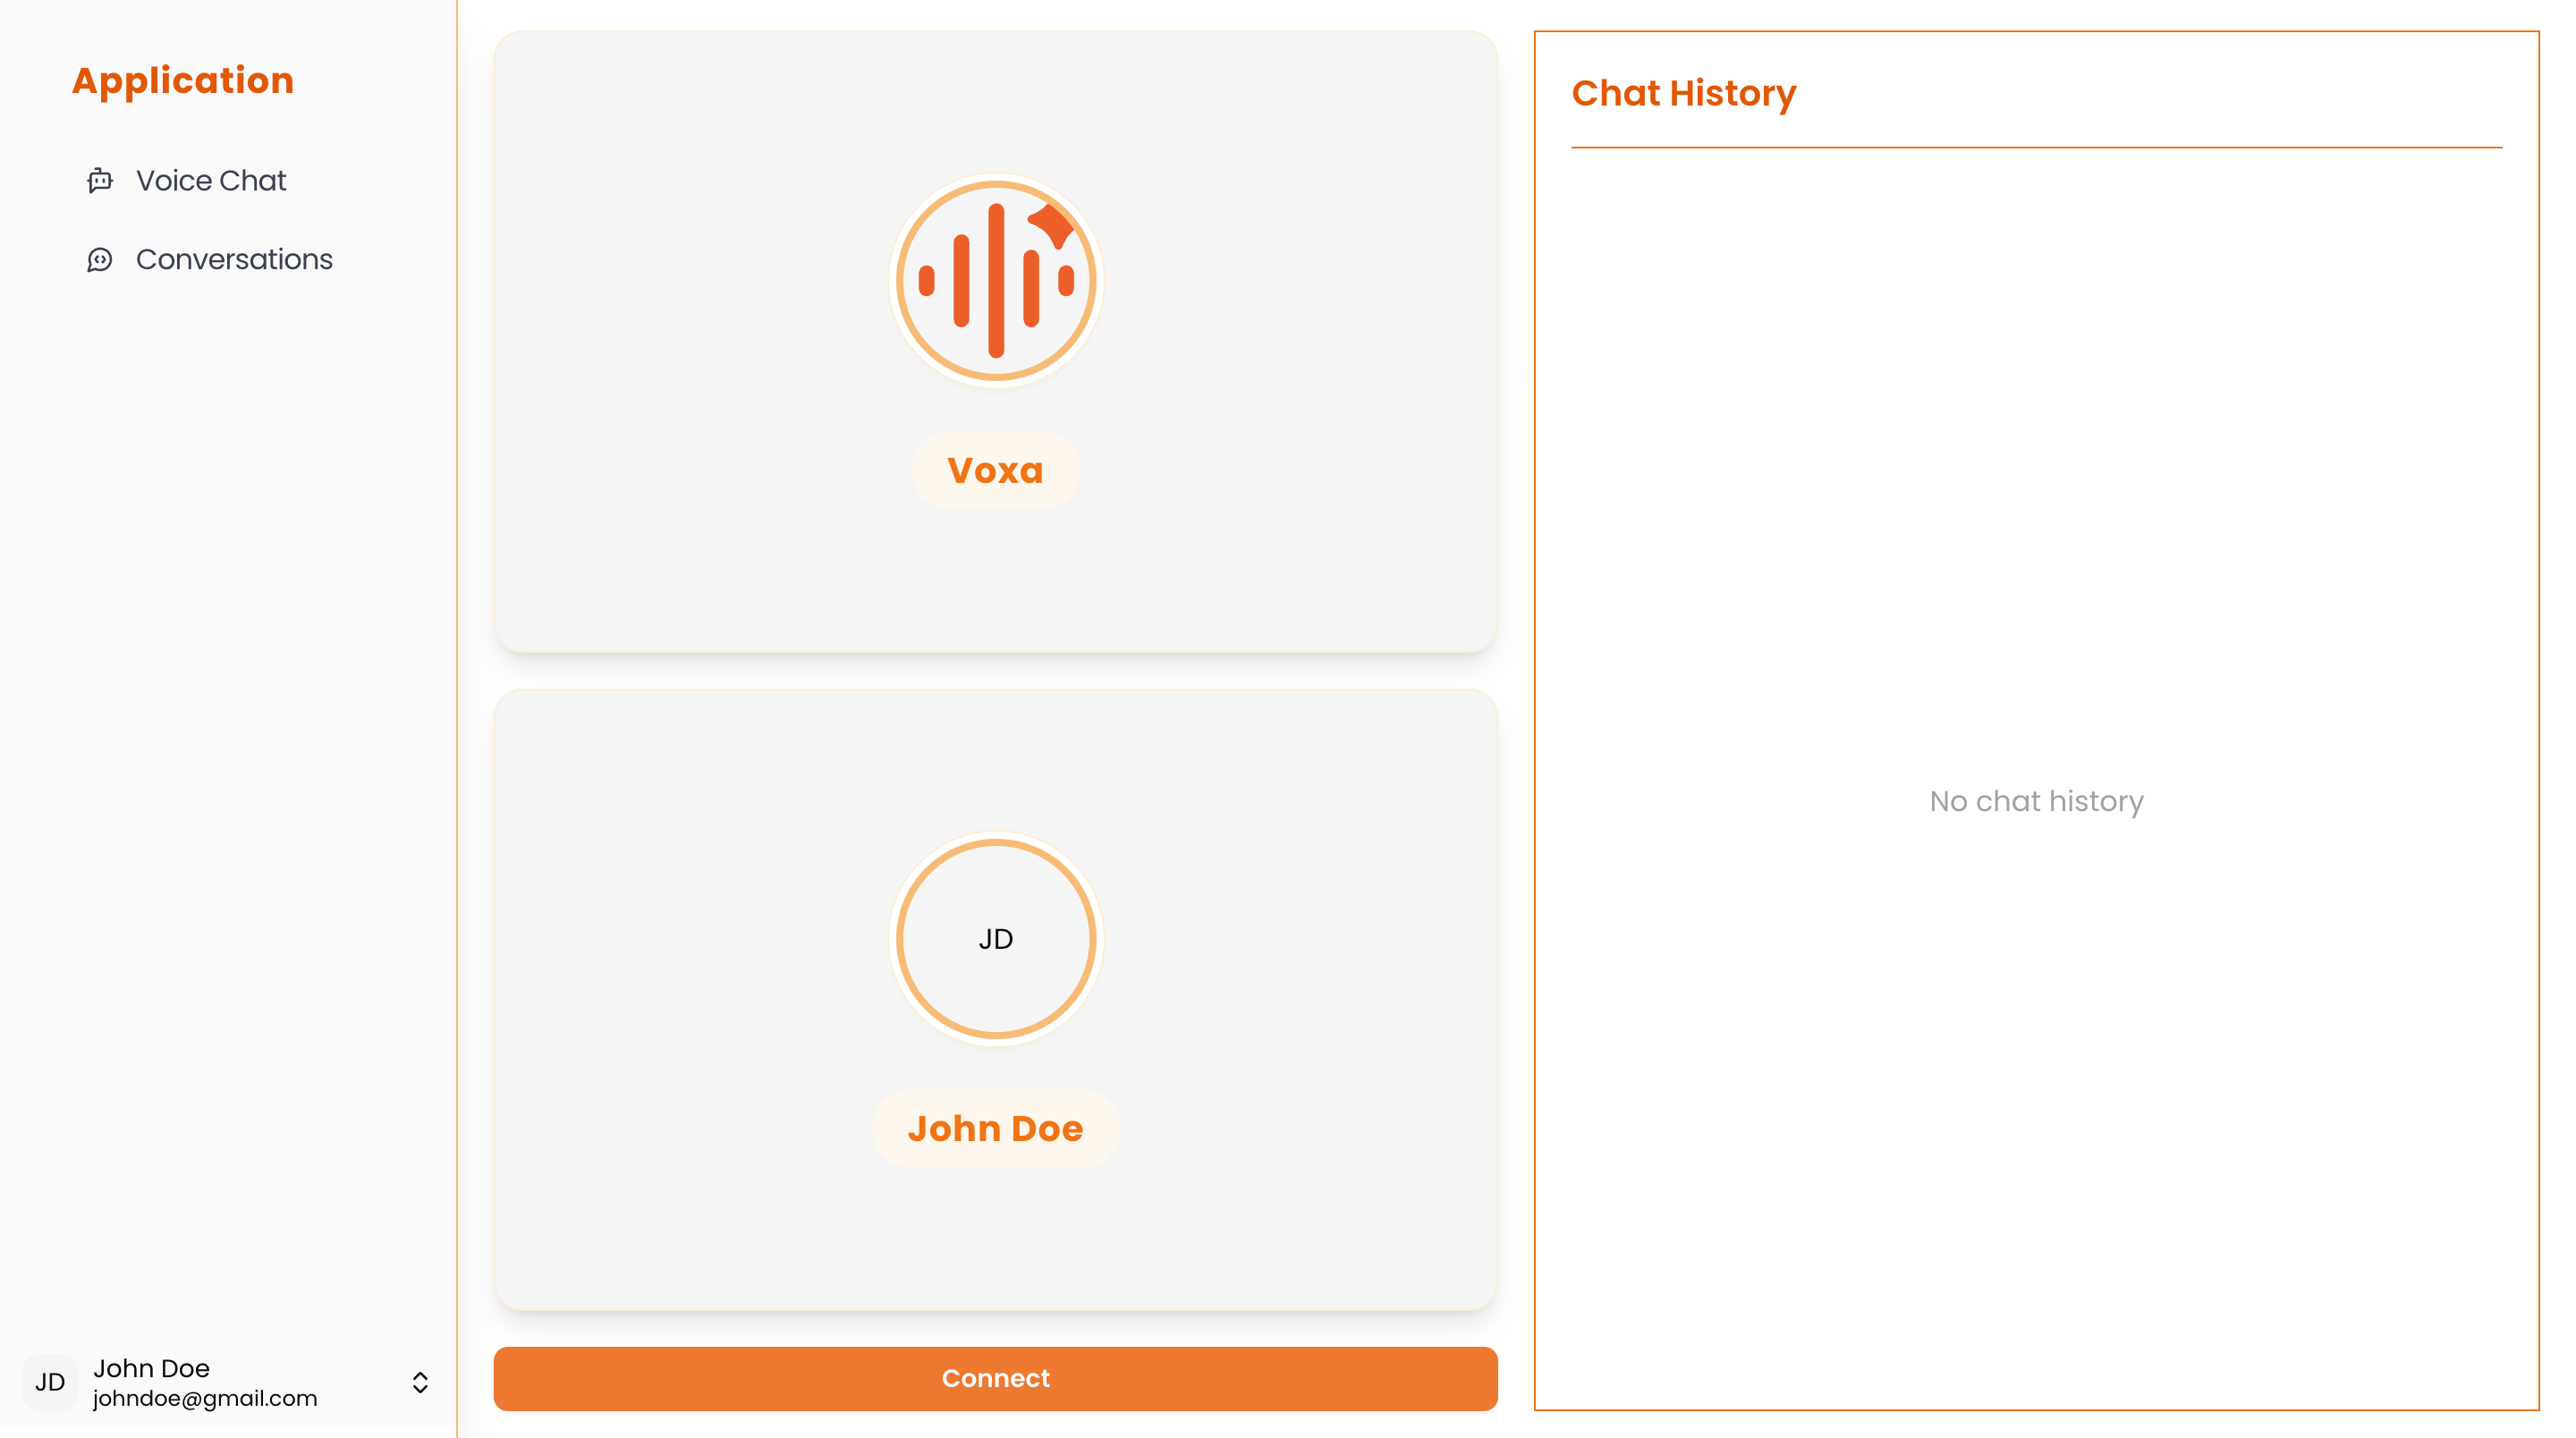 Application
Voice Chat
Conversations
JD
John Doe
johndoe@gmail.com
Voxa
JD
John Doe
Connect
Chat History
No chat history